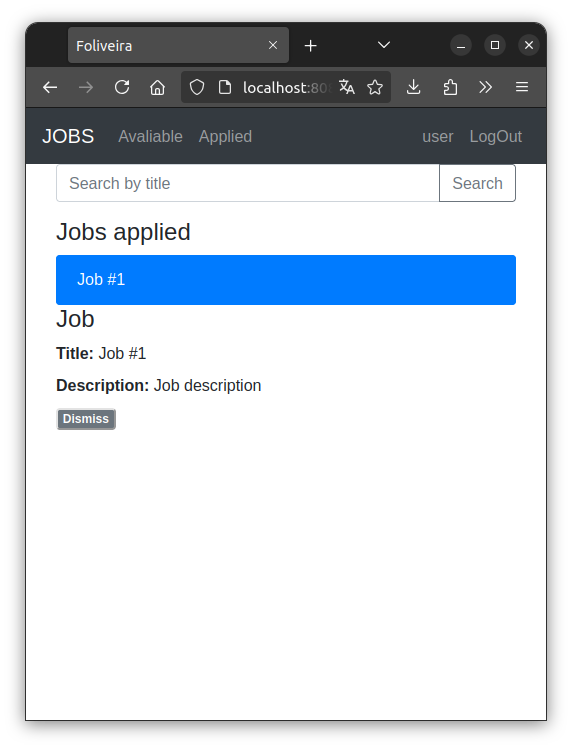 Foliveira
localhost:80
JOBS Avaliable Applied user LogOut
Search by title Search
Jobs applied
Job #1
Job
Title: Job #1
Description: Job description
Dismiss